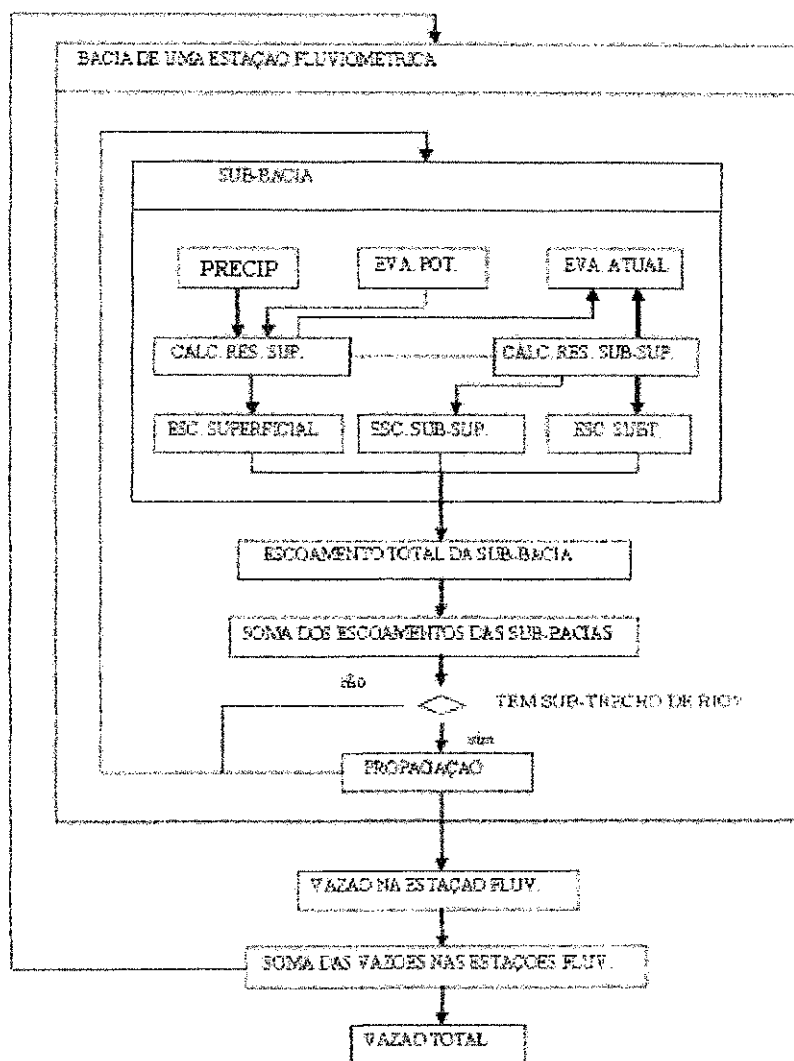 BACIA DE UMA ESTAÇÃO FLUVIOMETRICA
SUB-BACIA
PRECIP
EVA. POT.
EVA. ATUAL
CALC. RES. SUP.
CALC. RES. SUB-SUP.
ESC. SUPERFICIAL
ESC. SUB-SUP.
ESC. SUBT.
ESCOAMENTO TOTAL DA SUB-BACIA
SOMA DOS ESCOAMENTOS DAS SUB-BACIAS
não
TEM SUB-TRECHO DE RIO?
sim
PROPAGAÇAO
VAZAO NA ESTAÇAO FLUV.
SOMA DAS VAZOES NAS ESTAÇOES FLUV.
VAZAO TOTAL